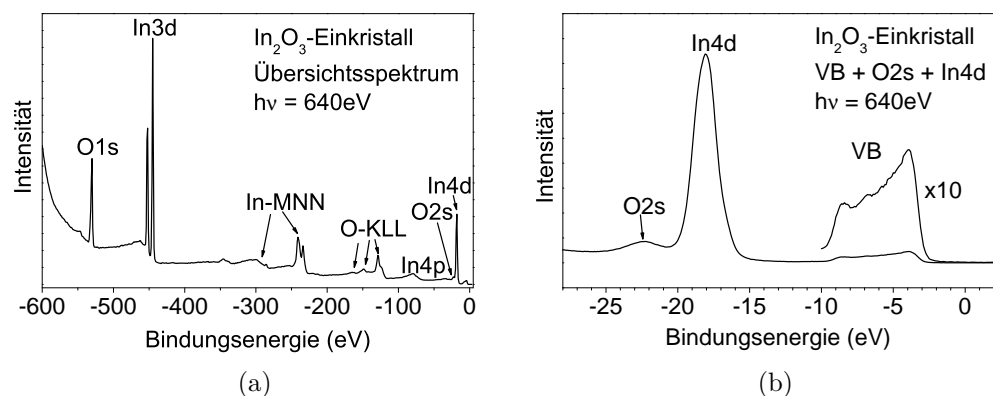 In3d
In₂O₃-Einkristall
Übersichtsspektrum
hν = 640eV
O1s
In-MNN
O-KLL
In4d
O2s
In4p
Intensität
-600 -500 -400 -300 -200 -100 0
Bindungsenergie (eV)
(a)
In4d
In₂O₃-Einkristall
VB + O2s + In4d
hν = 640eV
VB
x10
O2s
Intensität
-25 -20 -15 -10 -5 0
Bindungsenergie (eV)
(b)